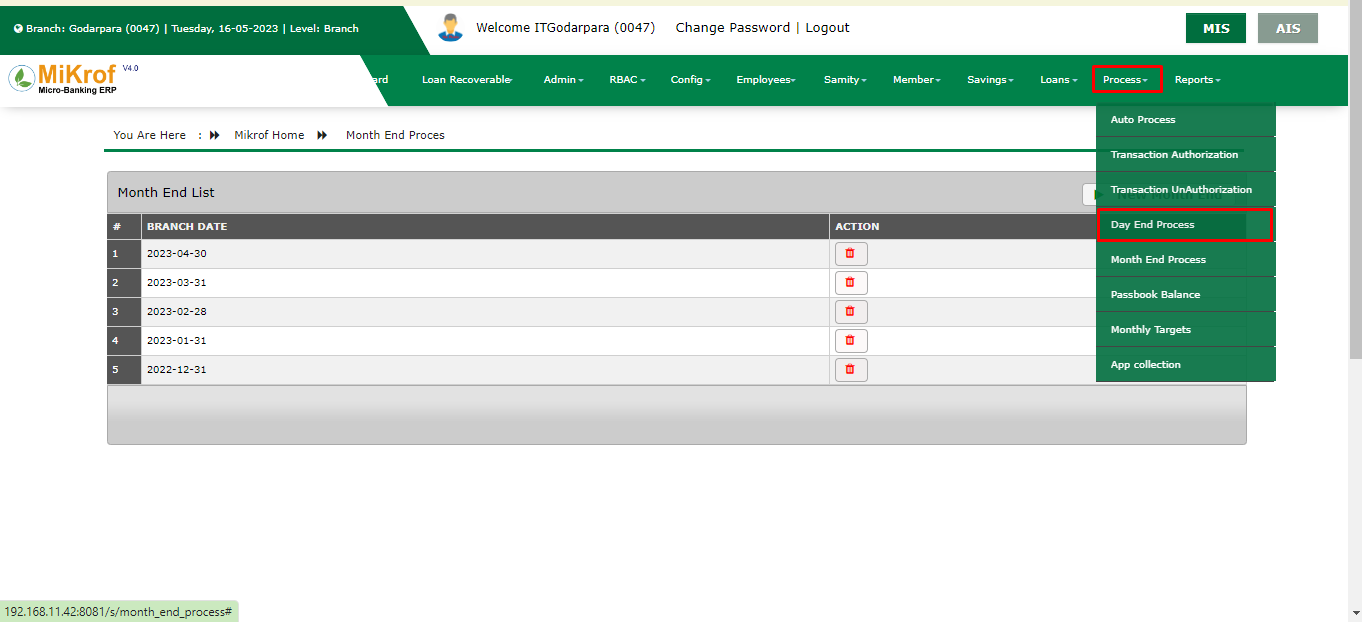 Branch: Godarpara (0047) | Tuesday, 16-05-2023 | Level: Branch
Welcome ITGodarpara (0047) Change Password | Logout
MIS AIS
MiKrof V4.0
Micro-Banking ERP
ard Loan Recoverable Admin RBAC Config Employees Samity Member Savings Loans Process Reports
You Are Here : Mikrof Home Month End Proces
Auto Process
Transaction Authorization
Transaction UnAuthorization
Day End Process
Month End Process
Passbook Balance
Monthly Targets
App collection
Month End List
New Month End
# BRANCH DATE ACTION
1 2023-04-30
2 2023-03-31
3 2023-02-28
4 2023-01-31
5 2022-12-31
192.168.11.42:8081/s/month_end_process#